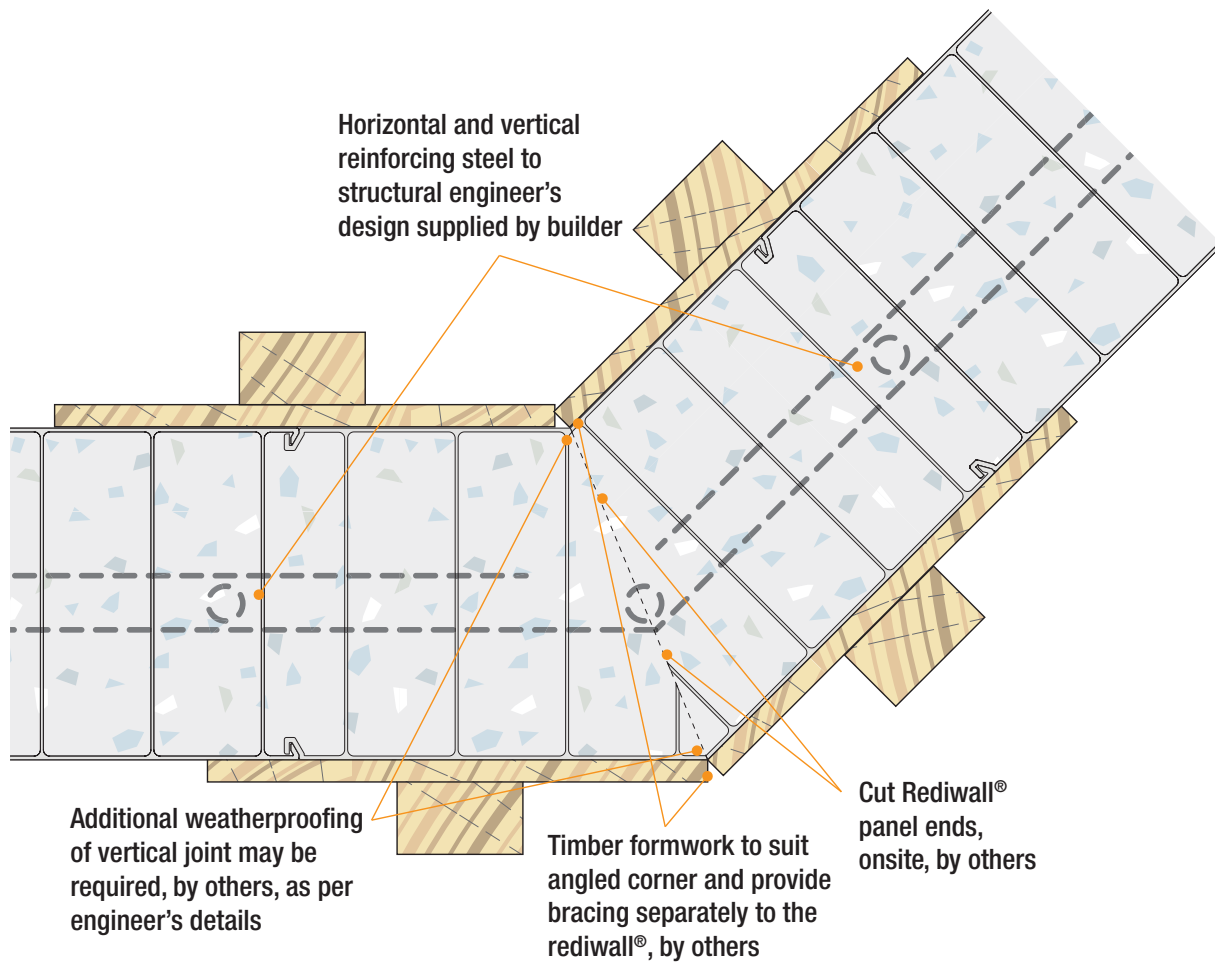 Horizontal and vertical
reinforcing steel to
structural engineer’s
design supplied by builder
Additional weatherproofing
of vertical joint may be
required, by others, as per
engineer’s details
Timber formwork to suit
angled corner and provide
bracing separately to the
rediwall®, by others
Cut Rediwall®
panel ends,
onsite, by others